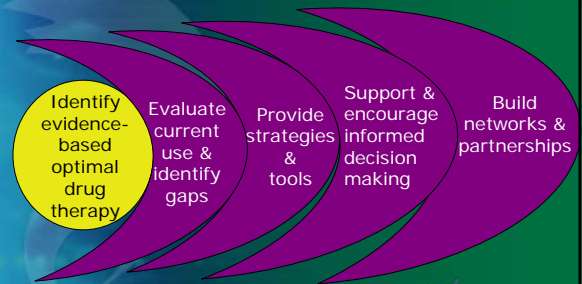 Identify
evidence-
based
optimal
drug
therapy
Evaluate
current
use &
identify
gaps
Provide
strategies
&
tools
Support &
encourage
informed
decision
making
Build
networks &
partnerships